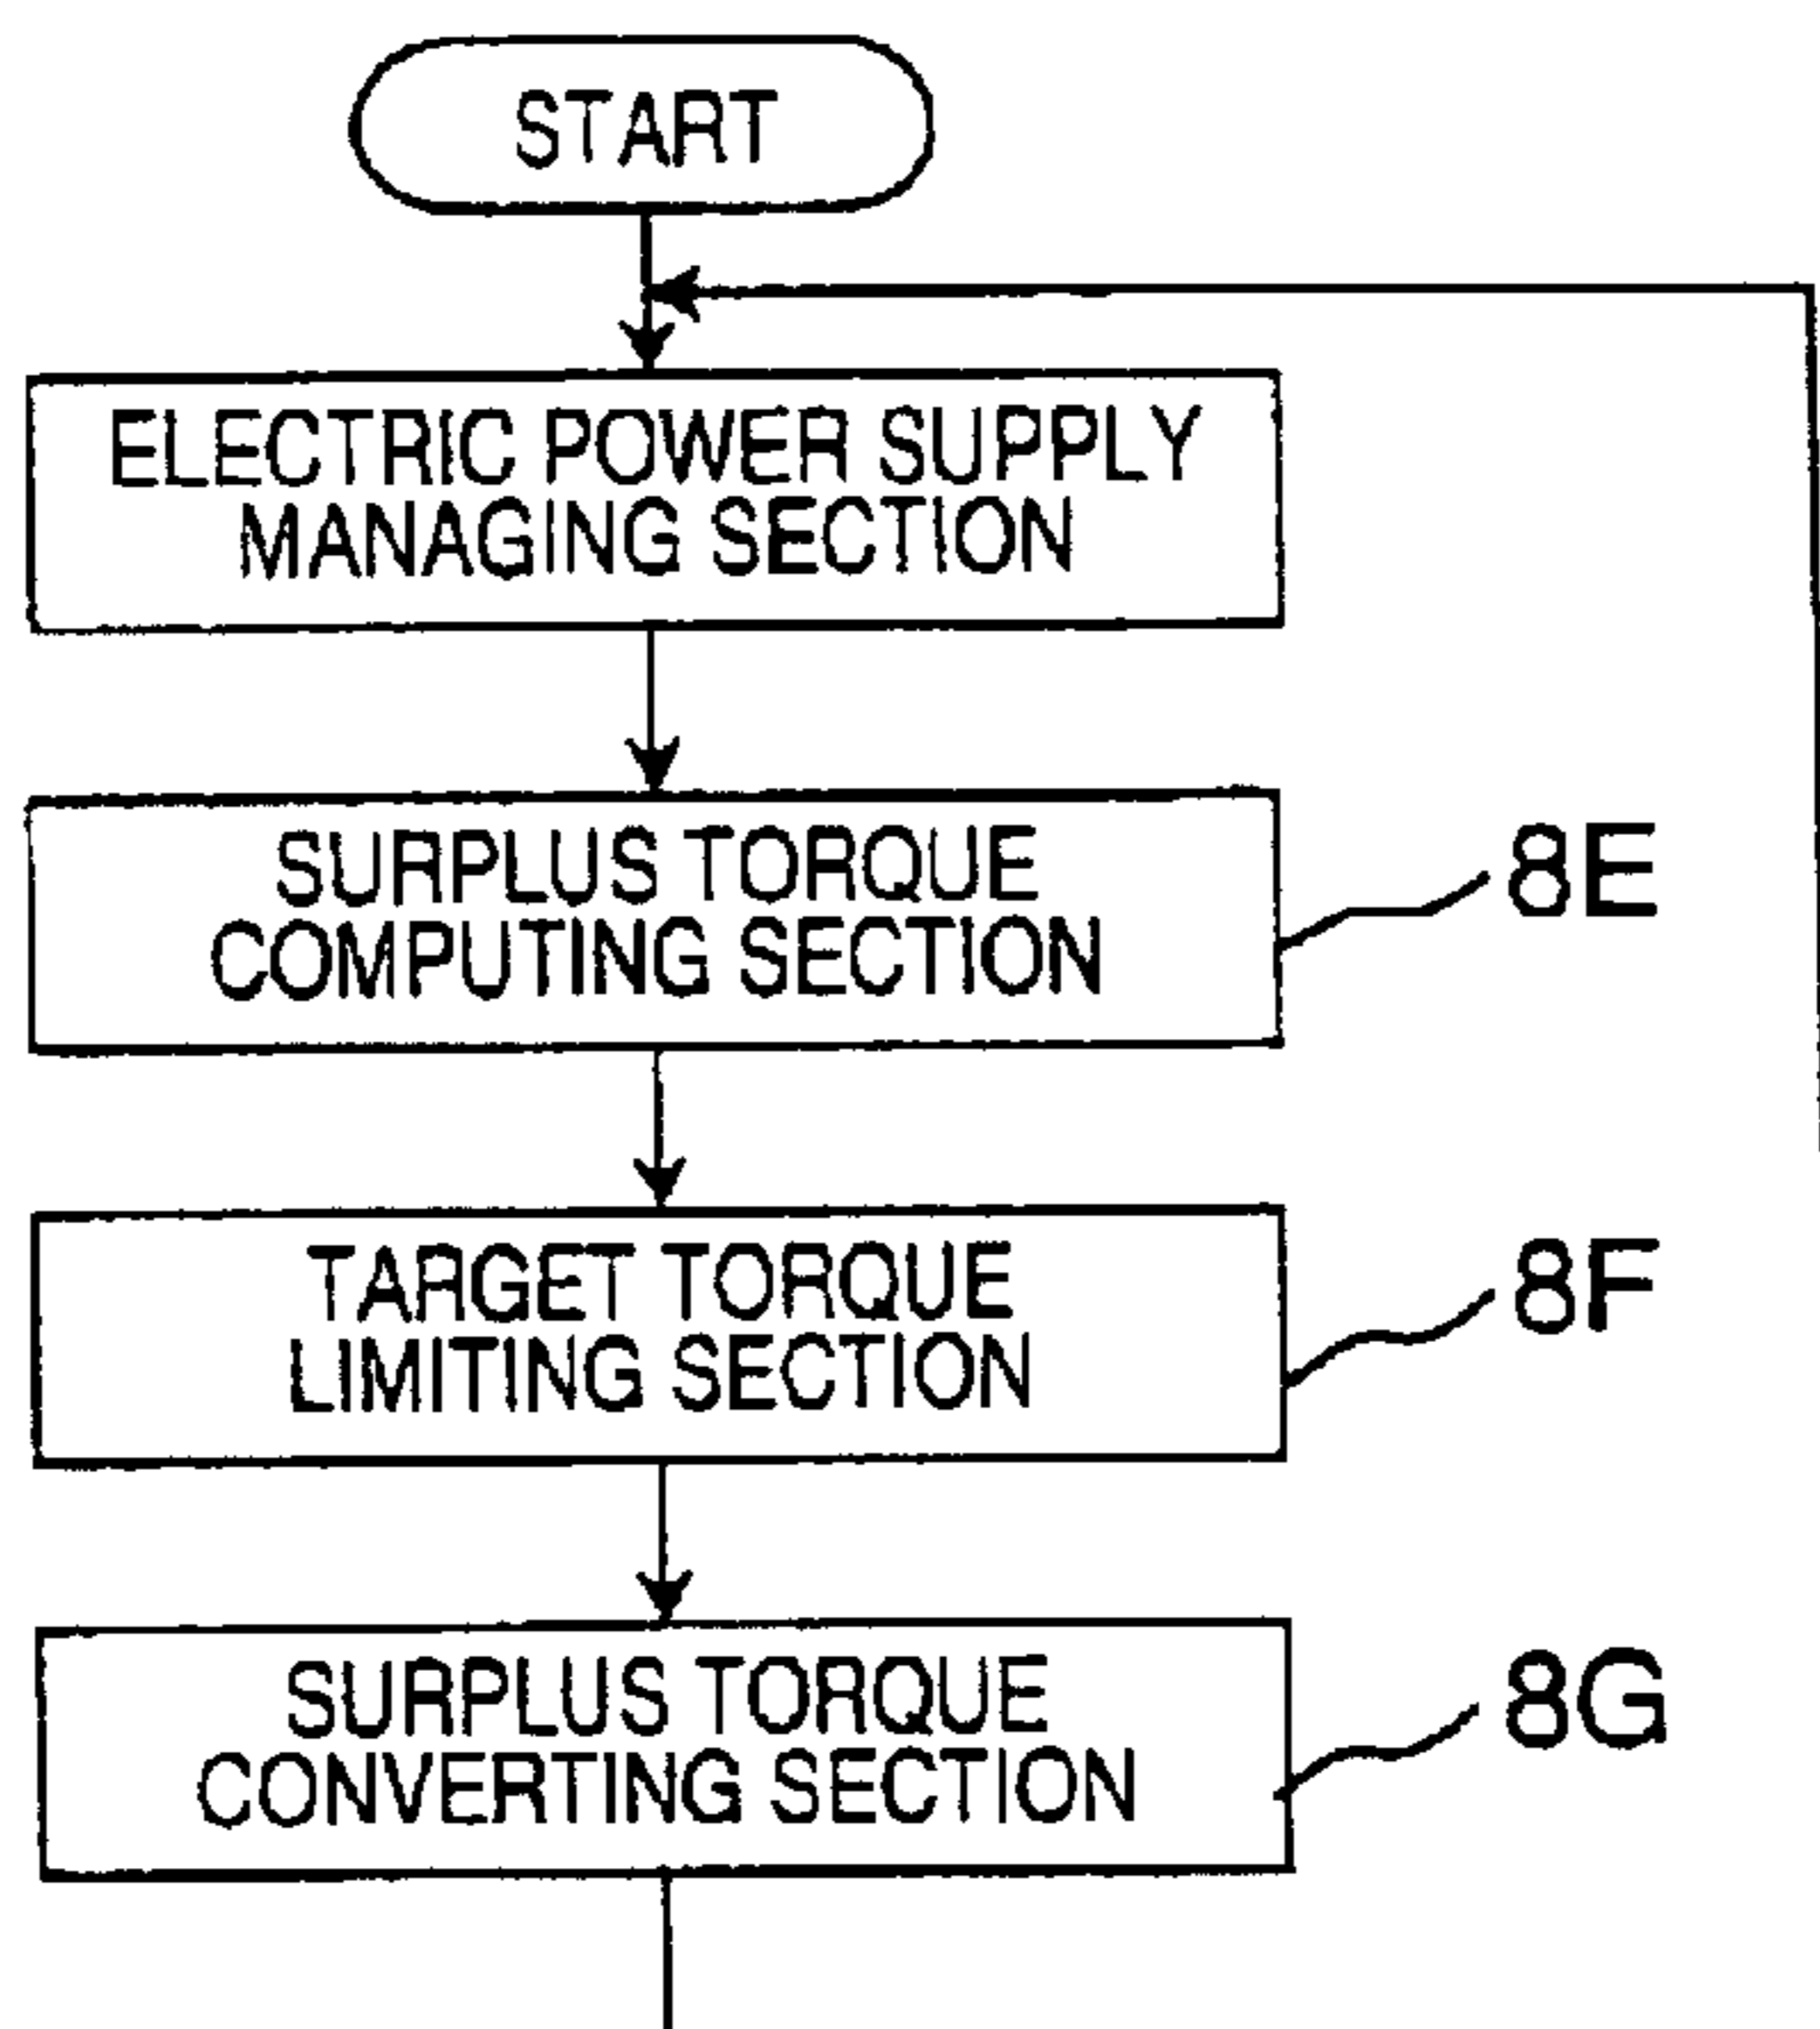 START
ELECTRIC POWER SUPPLY
MANAGING SECTION
SURPLUS TORQUE
COMPUTING SECTION
8E
TARGET TORQUE
LIMITING SECTION
8F
SURPLUS TORQUE
CONVERTING SECTION
8G